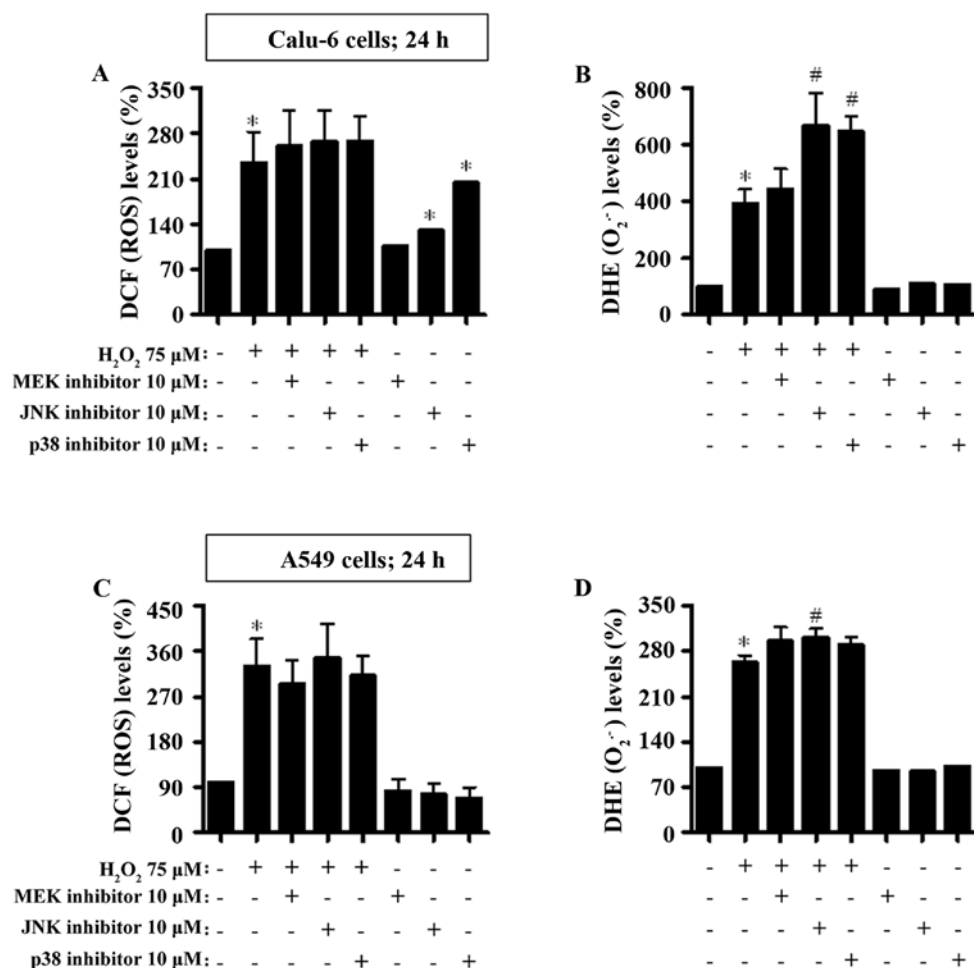 Calu-6 cells; 24 h
A
DCF (ROS) levels (%)
350
280
210
140
70
0
*
*
*
H₂O₂ 75 μM: - + + + + - - -
MEK inhibitor 10 μM: - - + - - + - -
JNK inhibitor 10 μM: - - - + - - + -
p38 inhibitor 10 μM: - - - - + - - +
B
DHE (O₂·-) levels (%)
800
600
400
200
0
*
#
#
- + + + + - - -
- - + - - + - -
- - - + - - + -
- - - - + - - +
A549 cells; 24 h
C
DCF (ROS) levels (%)
450
360
270
180
90
0
*
H₂O₂ 75 μM: - + + + + - - -
MEK inhibitor 10 μM: - - + - - + - -
JNK inhibitor 10 μM: - - - + - - + -
p38 inhibitor 10 μM: - - - - + - - +
D
DHE (O₂·-) levels (%)
350
280
210
140
70
0
*
#
- + + + + - - -
- - + - - + - -
- - - + - - + -
- - - - + - - +